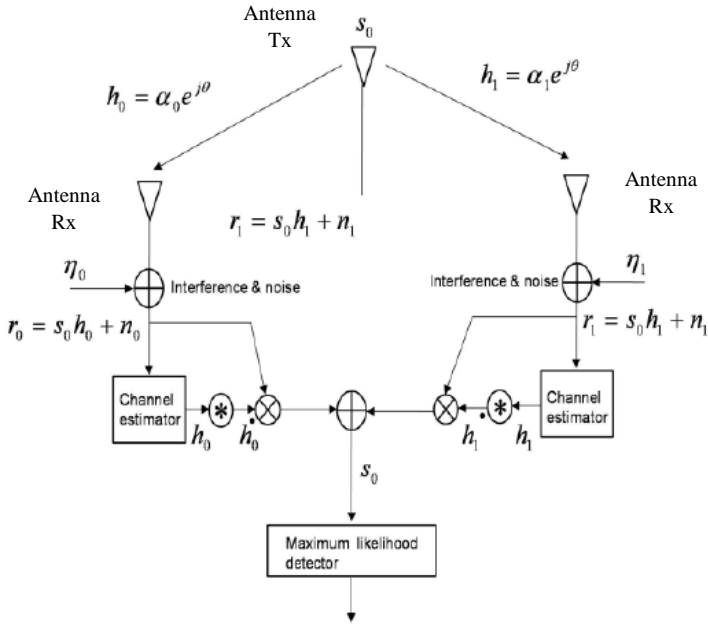 Antenna
Tx
s₀
h₀ = α₀e^{jθ}
h₁ = α₁e^{jθ}
Antenna
Rx
Antenna
Rx
r₁ = s₀h₁ + n₁
η₀
Interference & noise
Interference & noise
η₁
r₀ = s₀h₀ + n₀
r₁ = s₀h₁ + n₁
Channel
estimator
*
*
Channel
estimator
h₀
h₀
h₁
h₁
s₀
Maximum likelihood
detector